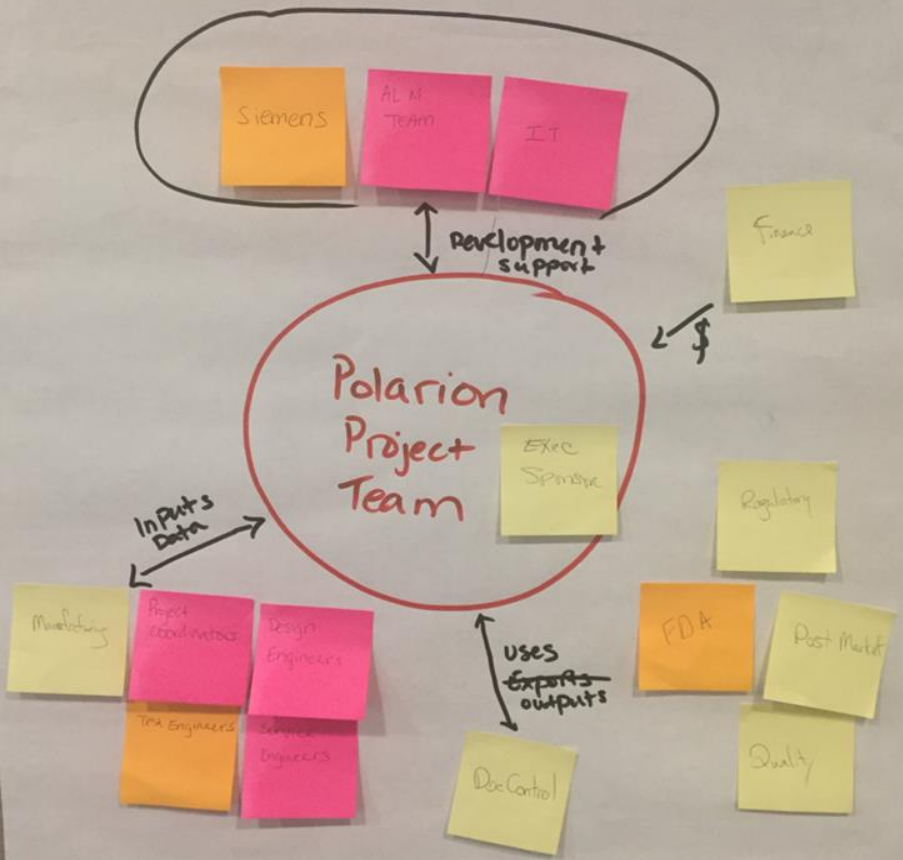 Siemens
ALM
TEAM
IT
Finance
Development
support
$
Polarion
Project
Team
Exec
Sponsor
Regulatory
Inputs
Data
Manufacturing
Project
Coordinators
Design
Engineers
FDA
Post Market
uses
Exports
outputs
Test Engineers
Service
Engineers
Doc Control
Quality